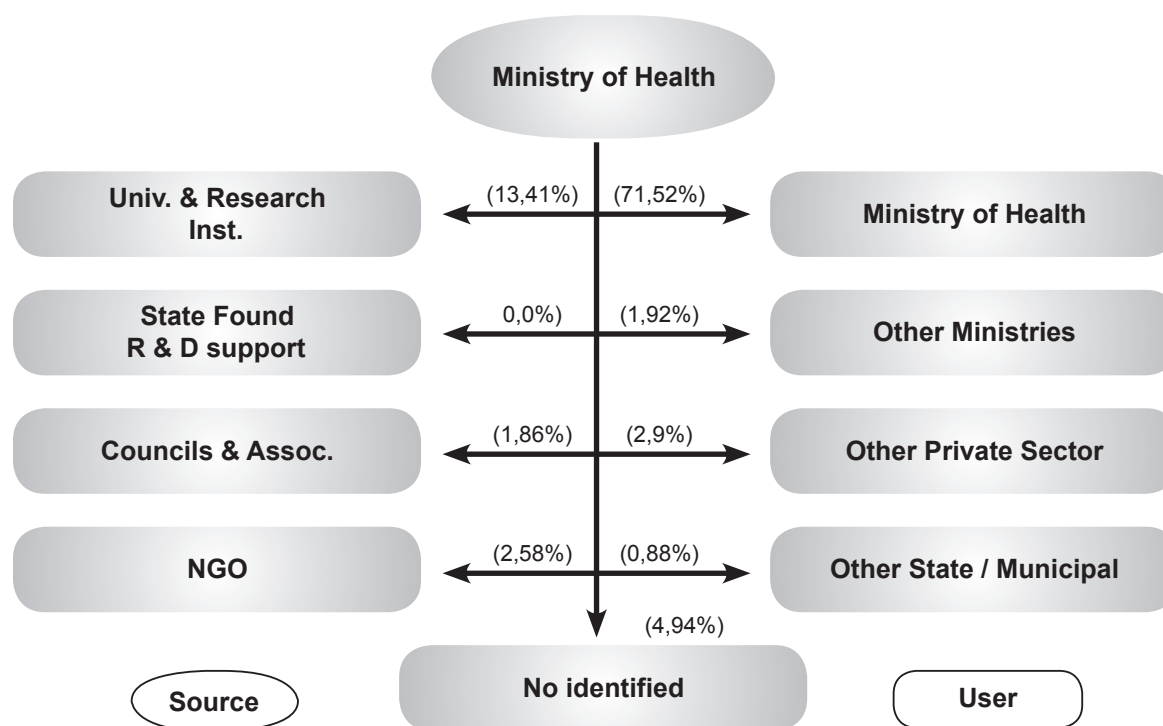 Ministry of Health
Univ. & Research
Inst.
(13,41%)
(71,52%)
Ministry of Health
State Found
R & D support
0,0%)
(1,92%)
Other Ministries
Councils & Assoc.
(1,86%)
(2,9%)
Other Private Sector
NGO
(2,58%)
(0,88%)
Other State / Municipal
(4,94%)
No identified
Source
User